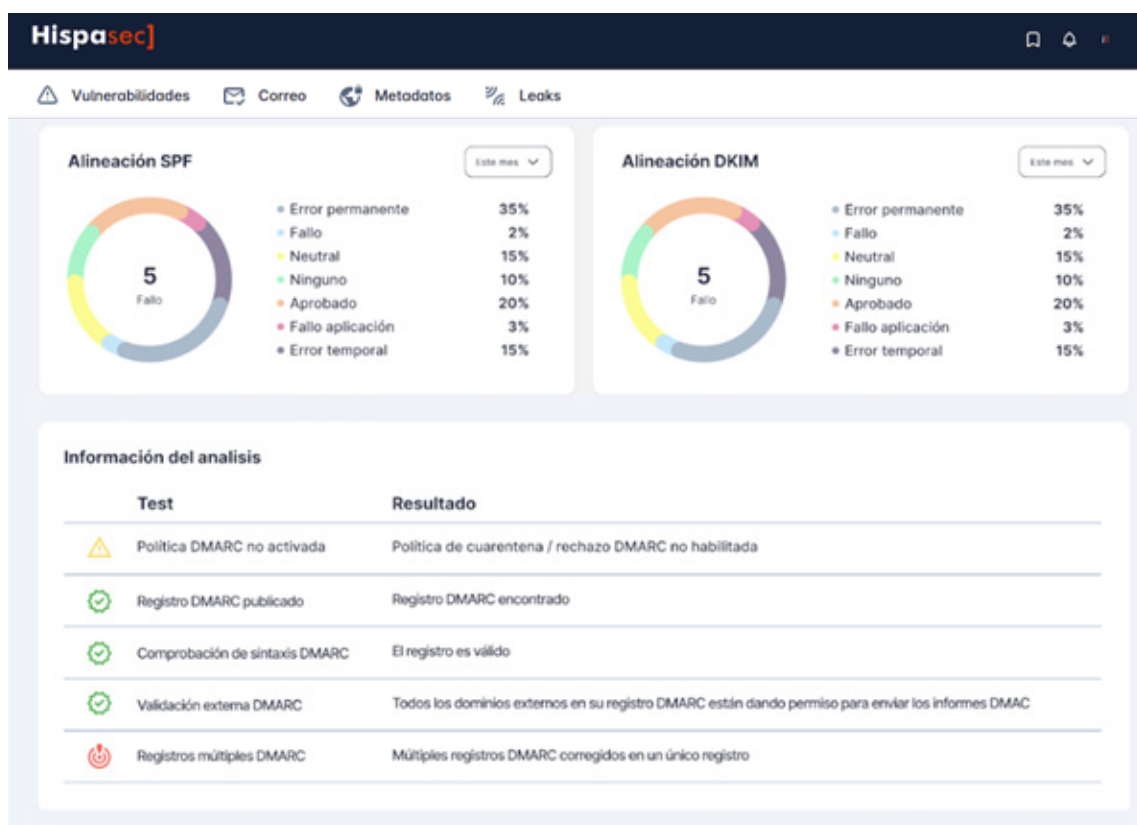 Hispasec]
Vulnerabilidades Correo Metadatos Leaks
Alineación SPF
Este mes
5
Fallo
Error permanente 35%
Fallo 2%
Neutral 15%
Ninguno 10%
Aprobado 20%
Fallo aplicación 3%
Error temporal 15%
Alineación DKIM
Este mes
5
Fallo
Error permanente 35%
Fallo 2%
Neutral 15%
Ninguno 10%
Aprobado 20%
Fallo aplicación 3%
Error temporal 15%
Información del analisis
Test Resultado
Política DMARC no activada Política de cuarentena / rechazo DMARC no habilitada
Registro DMARC publicado Registro DMARC encontrado
Comprobación de sintaxis DMARC El registro es válido
Validación externa DMARC Todos los dominios externos en su registro DMARC están dando permiso para enviar los informes DMAC
Registros múltiples DMARC Múltiples registros DMARC corregidos en un único registro